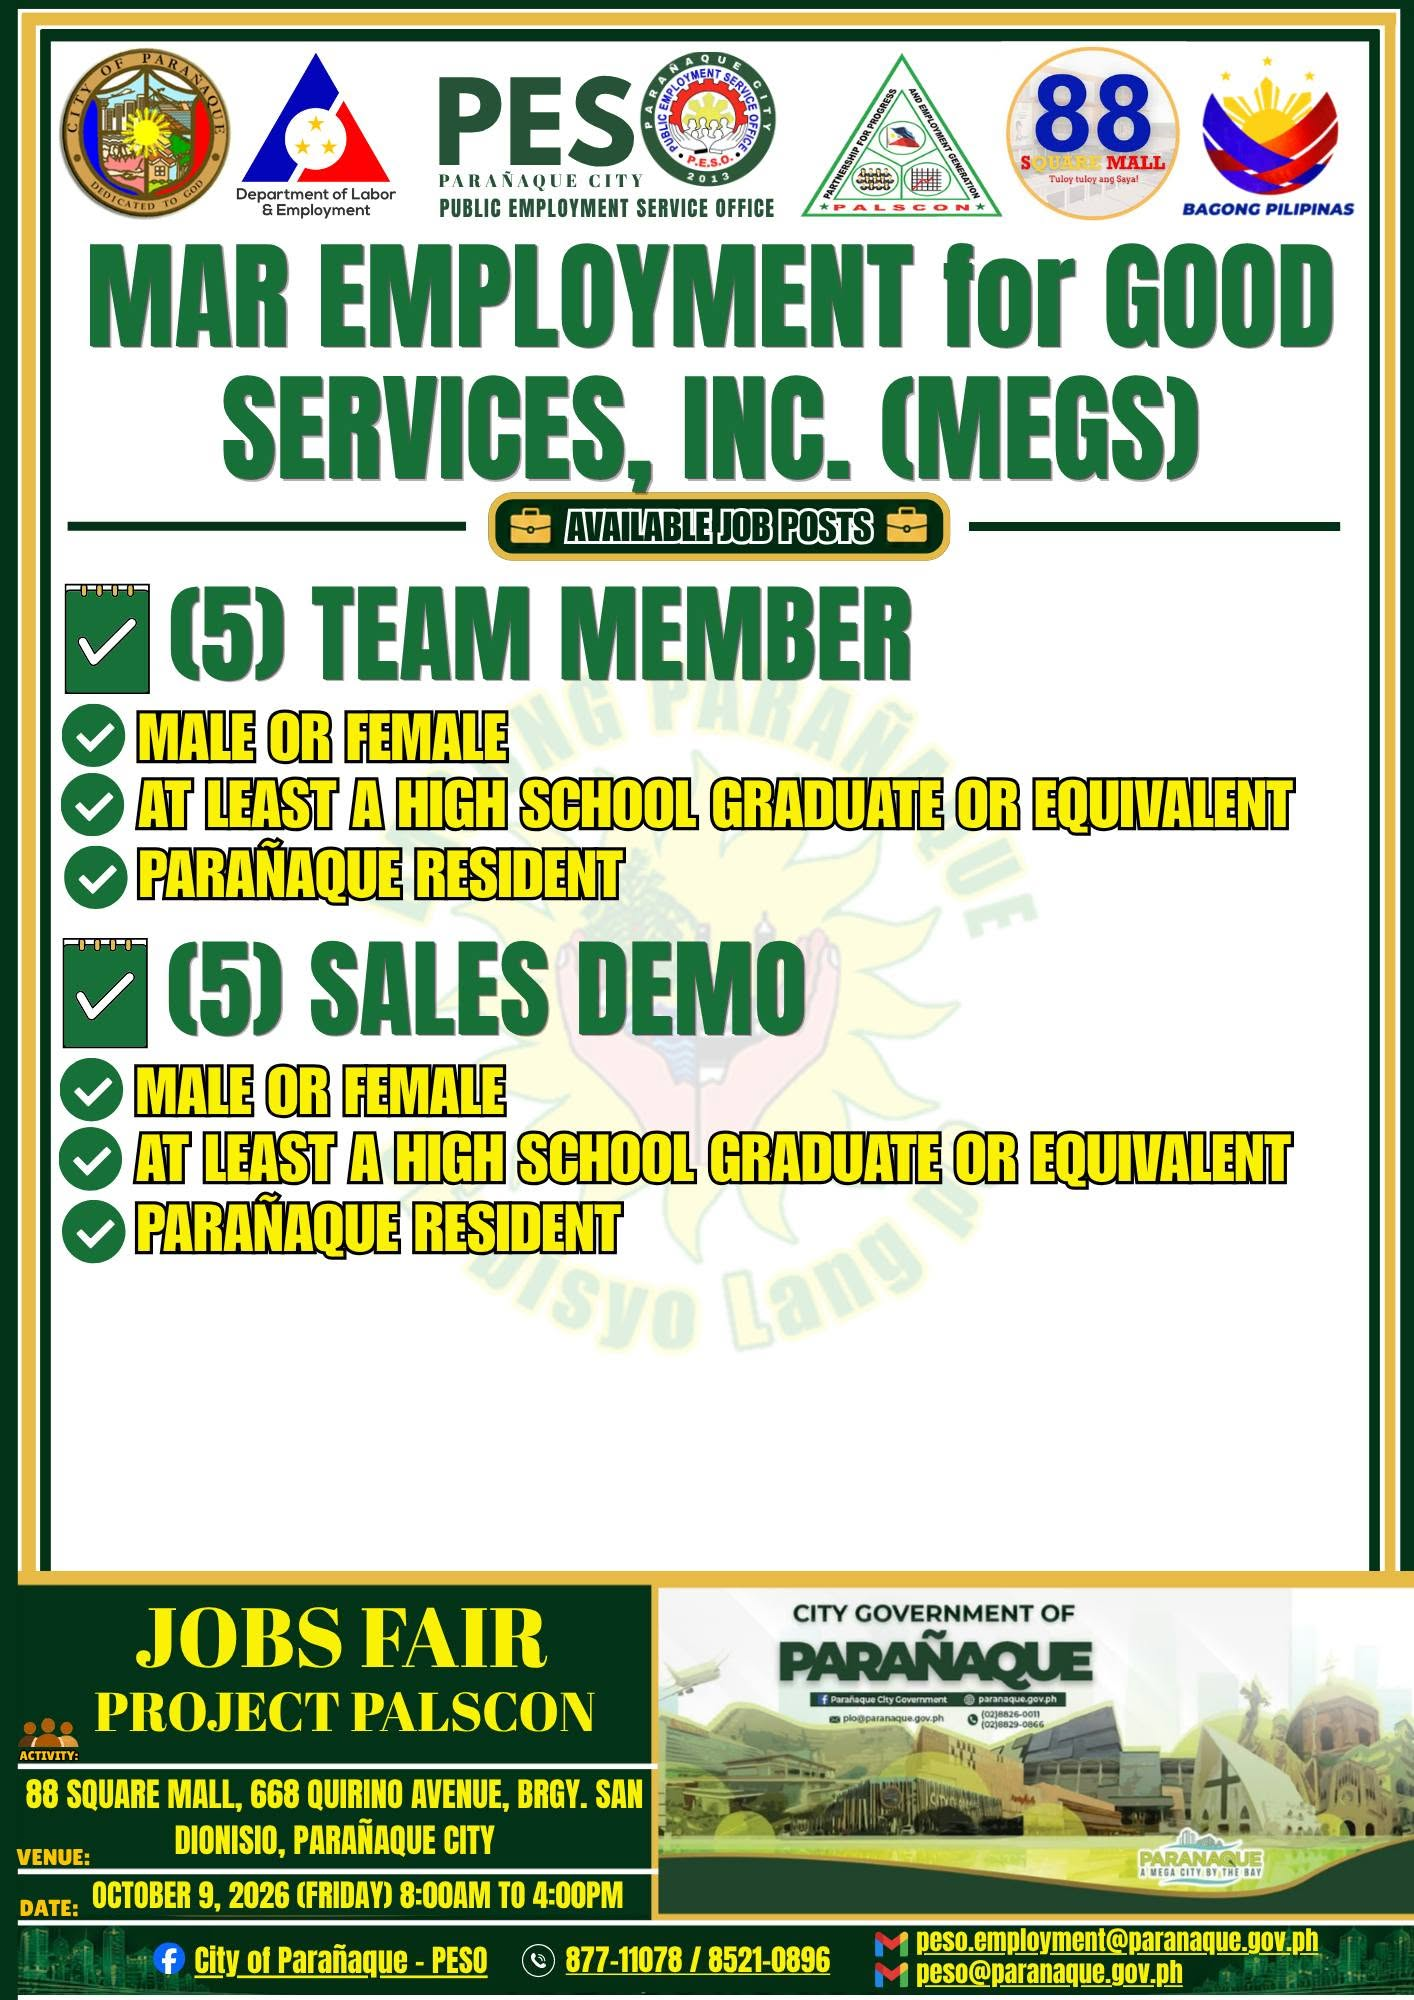 CITY OF PARAÑAQUE
DEDICATED TO GOD
Department of Labor
& Employment
PESO
PARAÑAQUE CITY
PUBLIC EMPLOYMENT SERVICE OFFICE
PARAÑAQUE CITY
PUBLIC EMPLOYMENT SERVICE OFFICE
P.E.S.O.
2013
PARTNERSHIP FOR PROGRESS
AND EMPLOYMENT GENERATION
PALSCON
88
SQUARE MALL
Tuloy tuloy ang Saya!
BAGONG PILIPINAS
MAR EMPLOYMENT for GOOD
SERVICES, INC. (MEGS)
AVAILABLE JOB POSTS
(5) TEAM MEMBER
MALE OR FEMALE
AT LEAST A HIGH SCHOOL GRADUATE OR EQUIVALENT
PARAÑAQUE RESIDENT
(5) SALES DEMO
MALE OR FEMALE
AT LEAST A HIGH SCHOOL GRADUATE OR EQUIVALENT
PARAÑAQUE RESIDENT
PARAÑAQUE
Lang
JOBS FAIR
PROJECT PALSCON
ACTIVITY:
88 SQUARE MALL, 668 QUIRINO AVENUE, BRGY. SAN
DIONISIO, PARAÑAQUE CITY
VENUE:
DATE: OCTOBER 9, 2026 (FRIDAY) 8:00AM TO 4:00PM
CITY GOVERNMENT OF
PARAÑAQUE
Parañaque City Government paranaque.gov.ph
plo@paranaque.gov.ph (02)8826-0011
(02)8829-0866
PARAÑAQUE
A MEGA CITY BY THE BAY
City of Parañaque - PESO 877-11078 / 8521-0896
peso.employment@paranaque.gov.ph
peso@paranaque.gov.ph